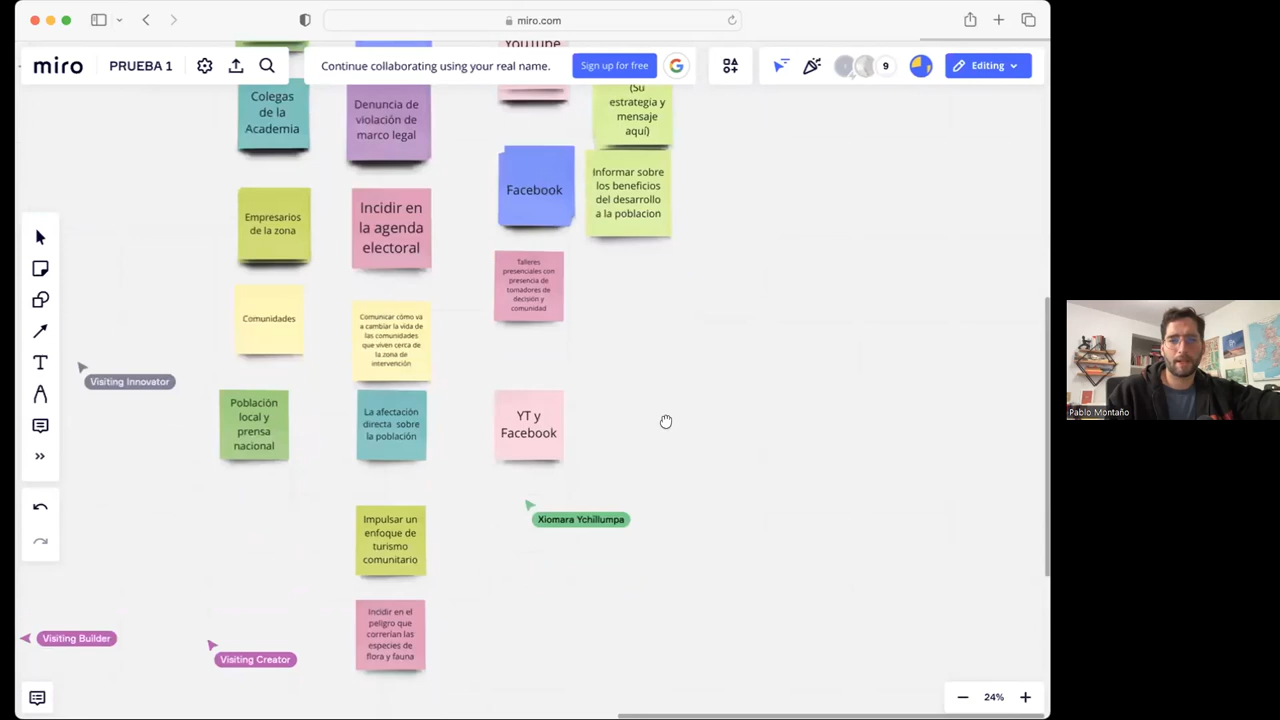 miro.com
miro
PRUEBA 1
Continue collaborating using your real name.
Sign up for free
9
Editing
YouTube
Colegas
de la
Academia
Denuncia de
violación de
marco legal
(Su
estrategia y
mensaje
aquí)
Facebook
Informar sobre
los beneficios
del desarrollo
a la poblacion
Empresarios
de la zona
Incidir en
la agenda
electoral
Talleres
presenciales con
presencia de
tomadores de
decisión y
comunidad
Comunidades
Comunicar cómo va
a cambiar la vida de
las comunidades
que viven cerca de
la zona de
intervención
Visiting Innovator
Población
local y
prensa
nacional
La afectación
directa sobre
la población
YT y
Facebook
Xiomara Ychillumpa
Impulsar un
enfoque de
turismo
comunitario
Incidir en el
peligro que
correrían las
especies de
flora y fauna
Visiting Builder
Visiting Creator
24%
Pablo Montaño